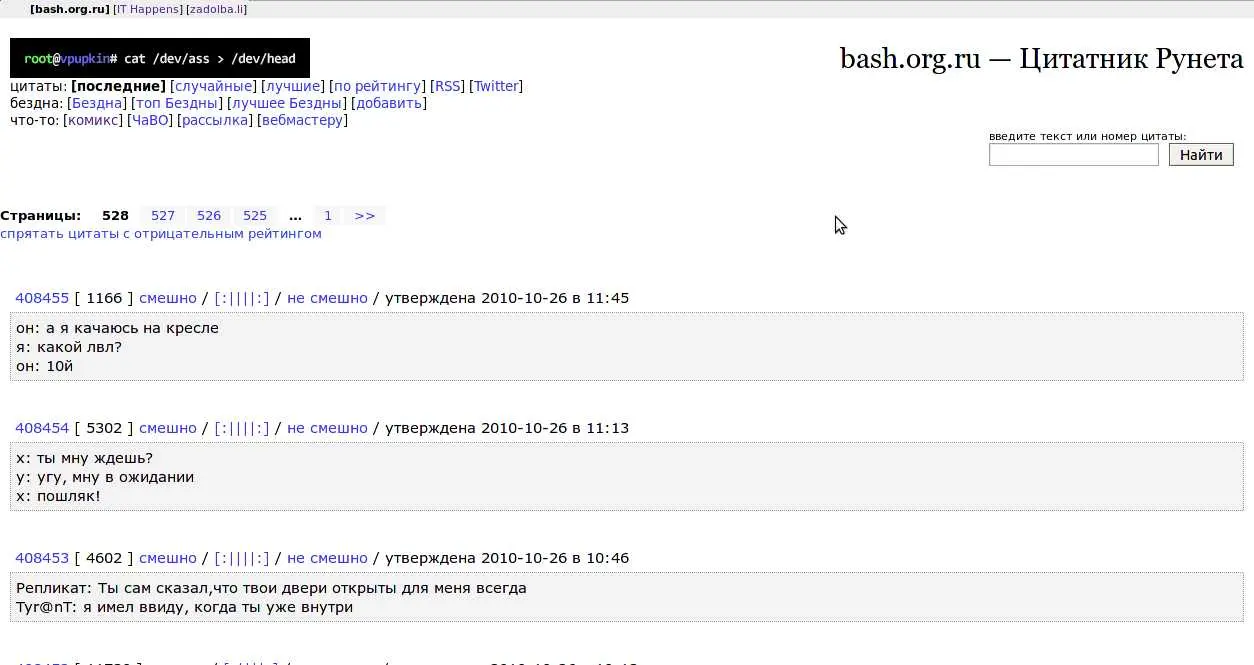 [bash.org.ru] [IT Happens] [zadolba.li]
root@vpupkin# cat /dev/ass > /dev/head
bash.org.ru — Цитатник Рунета
цитаты: [последние] [случайные] [лучшие] [по рейтингу] [RSS] [Twitter]
бездна: [Бездна] [топ Бездны] [лучшее Бездны] [добавить]
что-то: [комикс] [ЧаВО] [рассылка] [вебмастеру]
введите текст или номер цитаты:
Найти
Страницы: 528 527 526 525 ... 1 >>
спрятать цитаты с отрицательным рейтингом
408455 [ 1166 ] смешно / [:||||:] / не смешно / утверждена 2010-10-26 в 11:45
он: а я качаюсь на кресле
я: какой лвл?
он: 10й
408454 [ 5302 ] смешно / [:||||:] / не смешно / утверждена 2010-10-26 в 11:13
x: ты мну ждешь?
y: угу, мну в ожидании
x: пошляк!
408453 [ 4602 ] смешно / [:||||:] / не смешно / утверждена 2010-10-26 в 10:46
Репликат: Ты сам сказал,что твои двери открыты для меня всегда
Tyr@nT: я имел ввиду, когда ты уже внутри